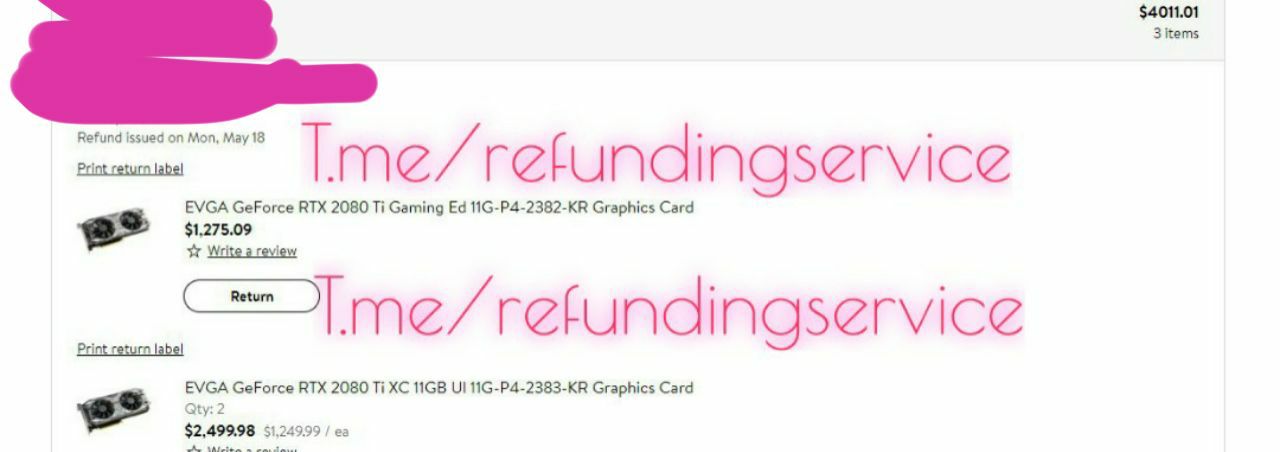 $4011.01
3 items
Refund issued on Mon, May 18
T.me/refundingservice
Print return label
EVGA GeForce RTX 2080 Ti Gaming Ed 11G-P4-2382-KR Graphics Card
$1,275.09
☆ Write a review
Return
T.me/refundingservice
Print return label
EVGA GeForce RTX 2080 Ti XC 11GB UI 11G-P4-2383-KR Graphics Card
Qty: 2
$2,499.98 $1,249.99 / ea
☆ Write a review